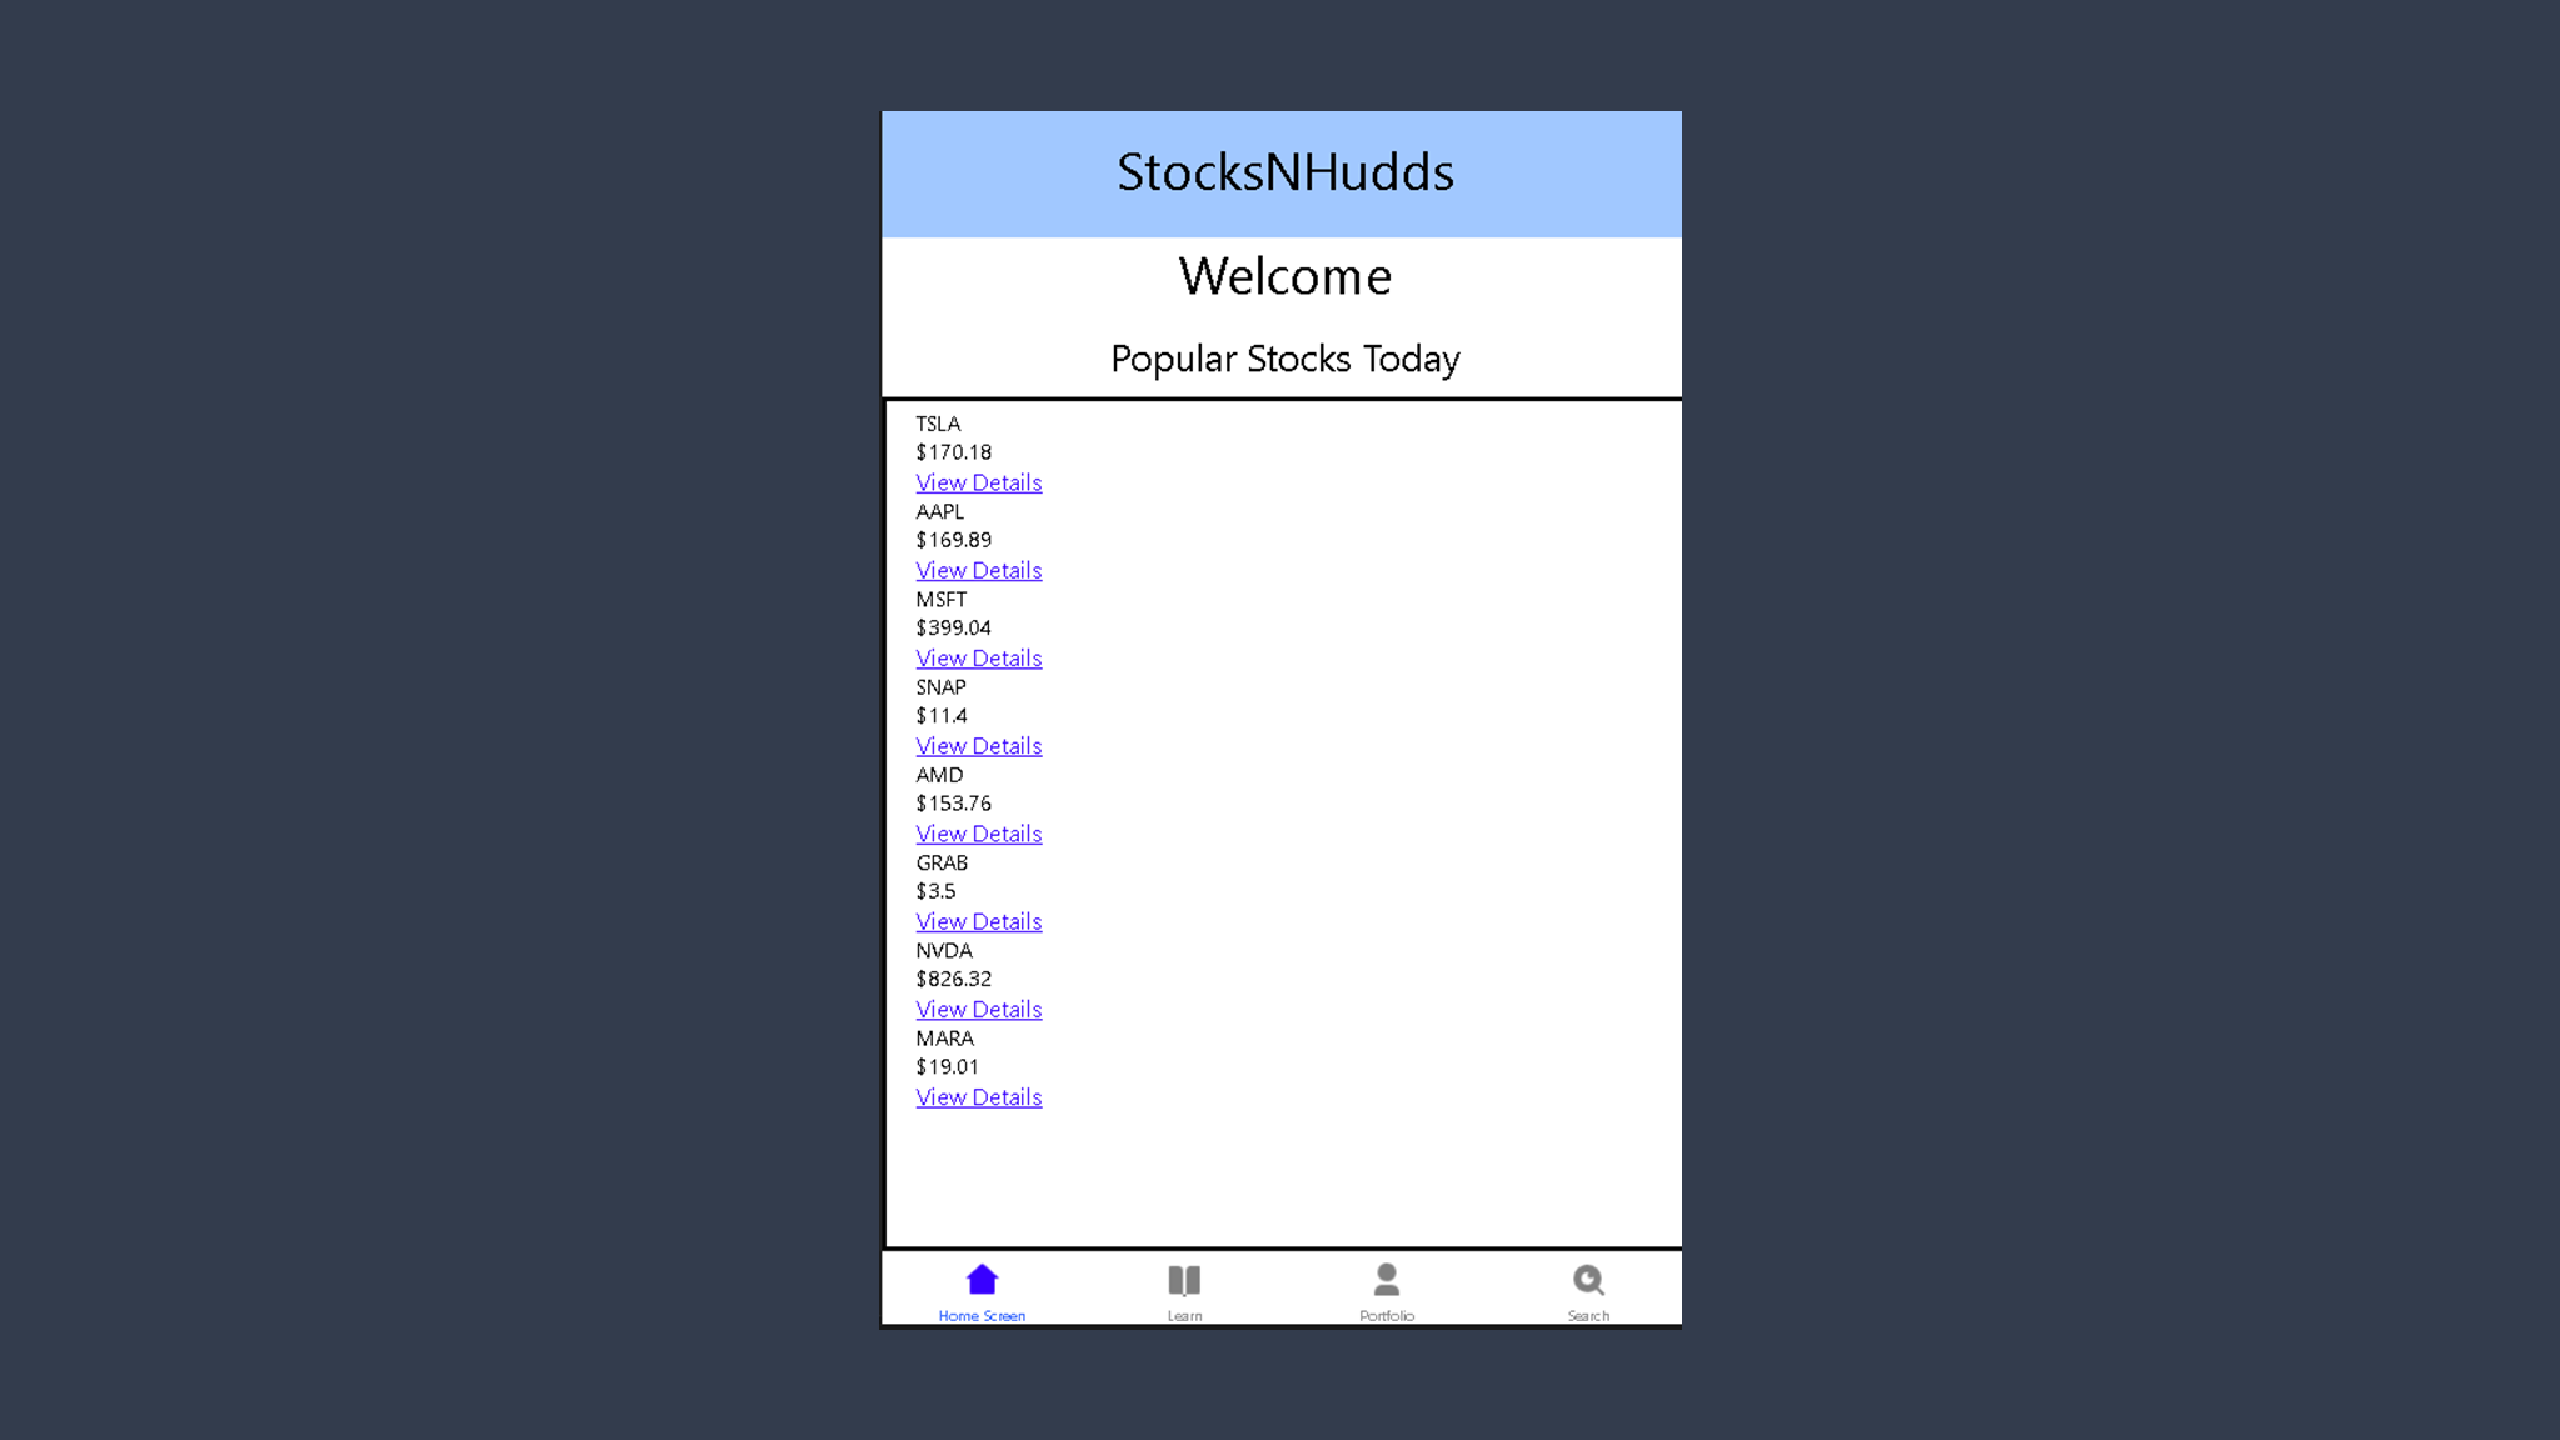 StocksNHudds
Welcome
Popular Stocks Today
TSLA
$170.18
View Details
AAPL
$169.89
View Details
MSFT
$399.04
View Details
SNAP
$11.4
View Details
AMD
$153.76
View Details
GRAB
$3.5
View Details
NVDA
$826.32
View Details
MARA
$19.01
View Details
Home Screen
Learn
Portfolio
Search